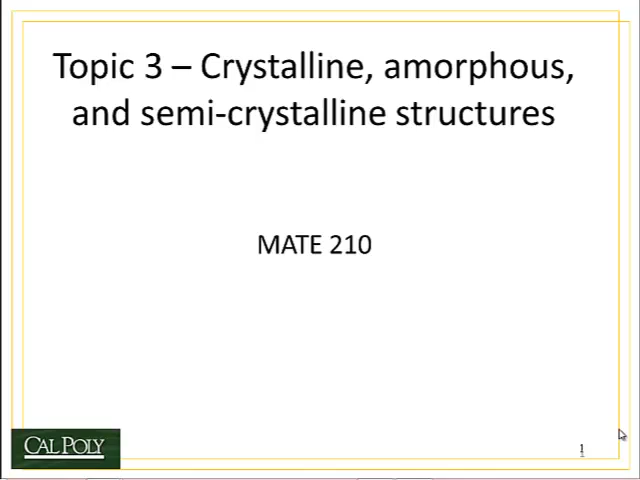 Topic 3 – Crystalline, amorphous,
and semi-crystalline structures
MATE 210
CAL POLY
1